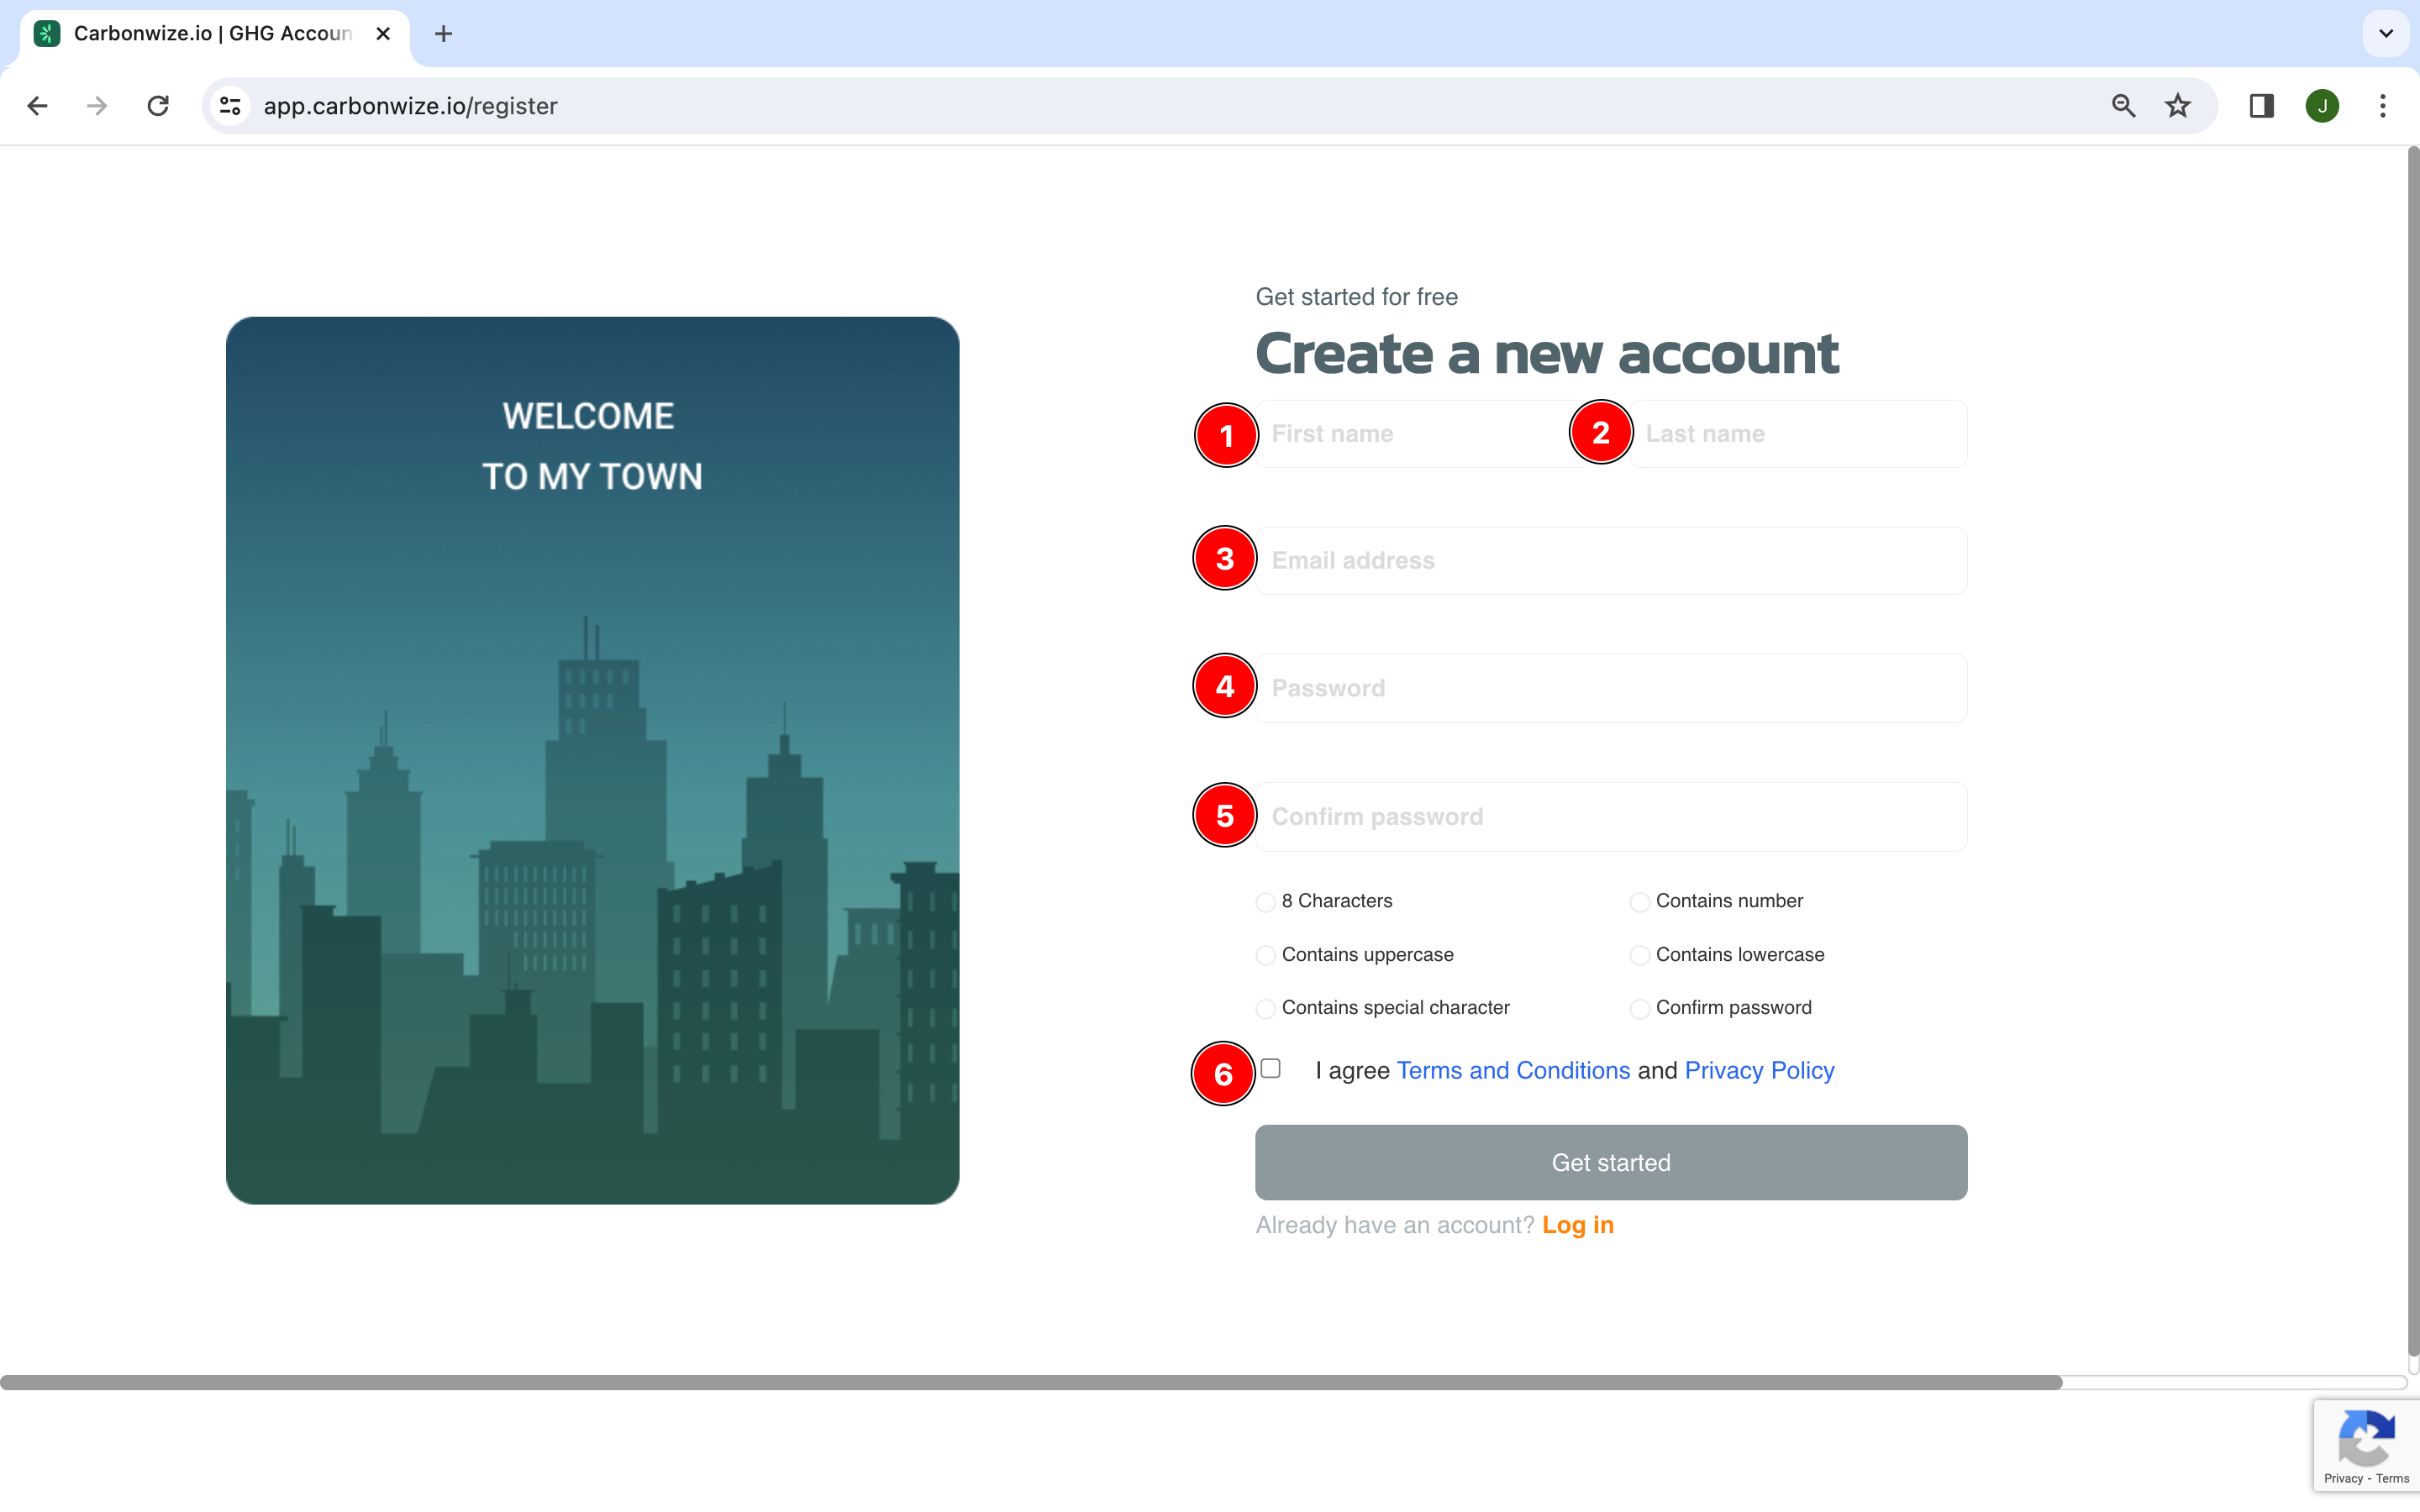 Carbonwize.io | GHG Accoun
app.carbonwize.io/register
J
WELCOME
TO MY TOWN
Get started for free
Create a new account
1 First name 2 Last name
3 Email address
4 Password
5 Confirm password
8 Characters Contains number
Contains uppercase Contains lowercase
Contains special character Confirm password
6 I agree Terms and Conditions and Privacy Policy
Get started
Already have an account? Log in
Privacy - Terms